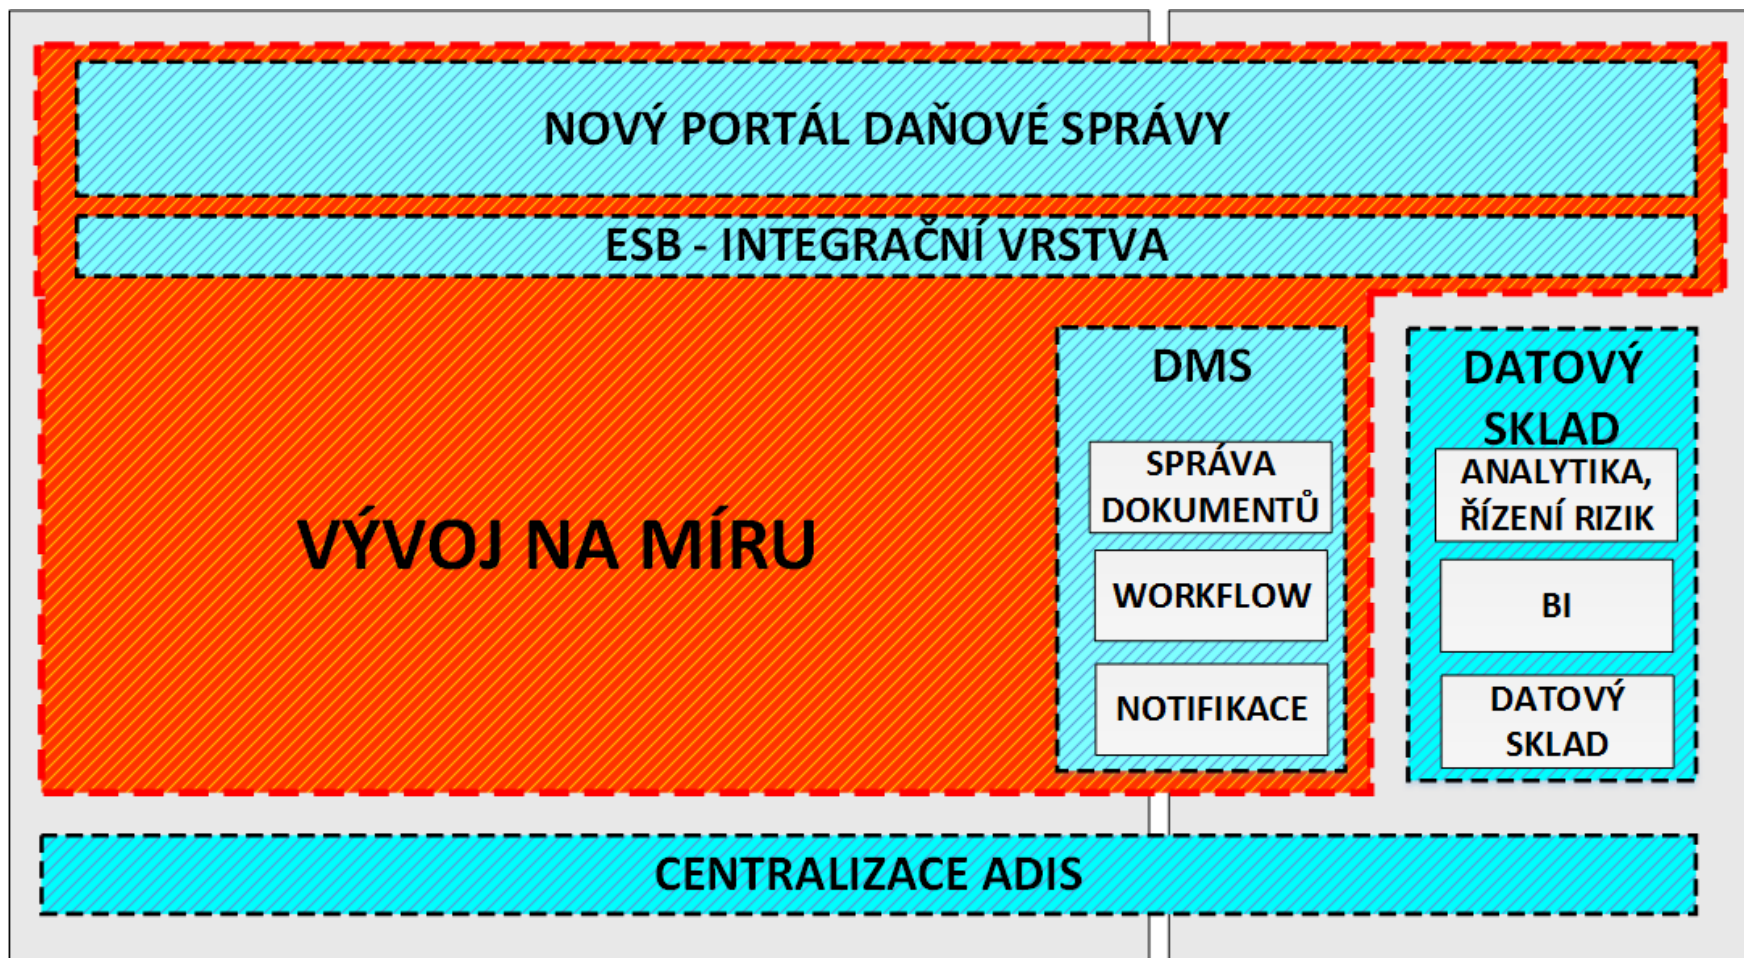 NOVÝ PORTÁL DAŇOVÉ SPRÁVY
ESB - INTEGRAČNÍ VRSTVA
VÝVOJ NA MÍRU
DMS
SPRÁVA
DOKUMENTŮ
WORKFLOW
NOTIFIKACE
DATOVÝ
SKLAD
ANALYTIKA,
ŘÍZENÍ RIZIK
BI
DATOVÝ
SKLAD
CENTRALIZACE ADIS